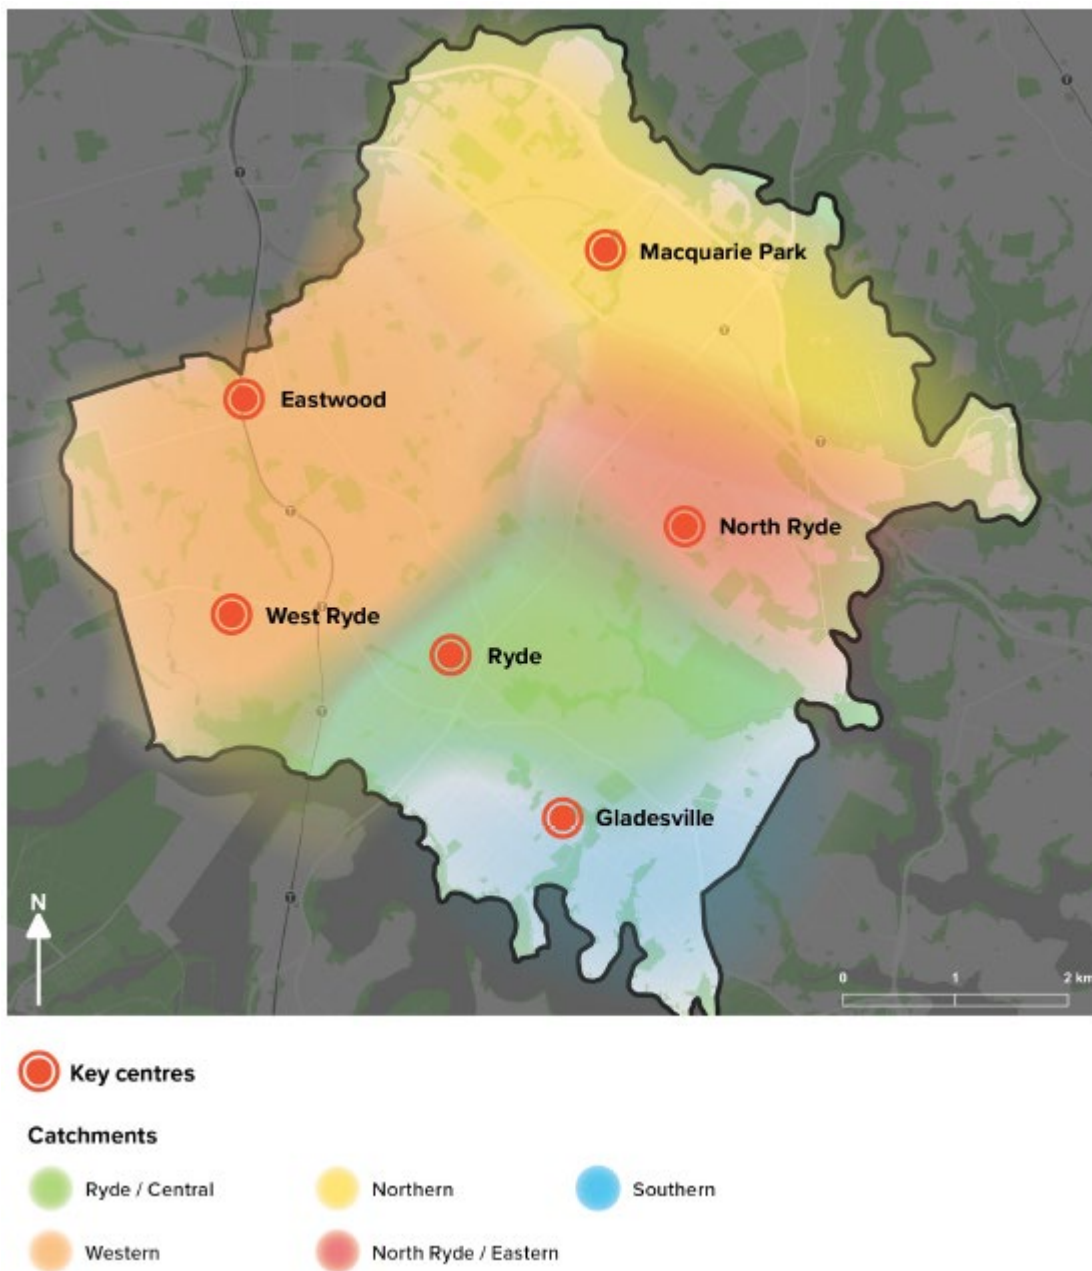 Macquarie Park
Eastwood
North Ryde
West Ryde
Ryde
Gladesville
N
0 1 2 km
Key centres
Catchments
Ryde / Central
Northern
Southern
Western
North Ryde / Eastern